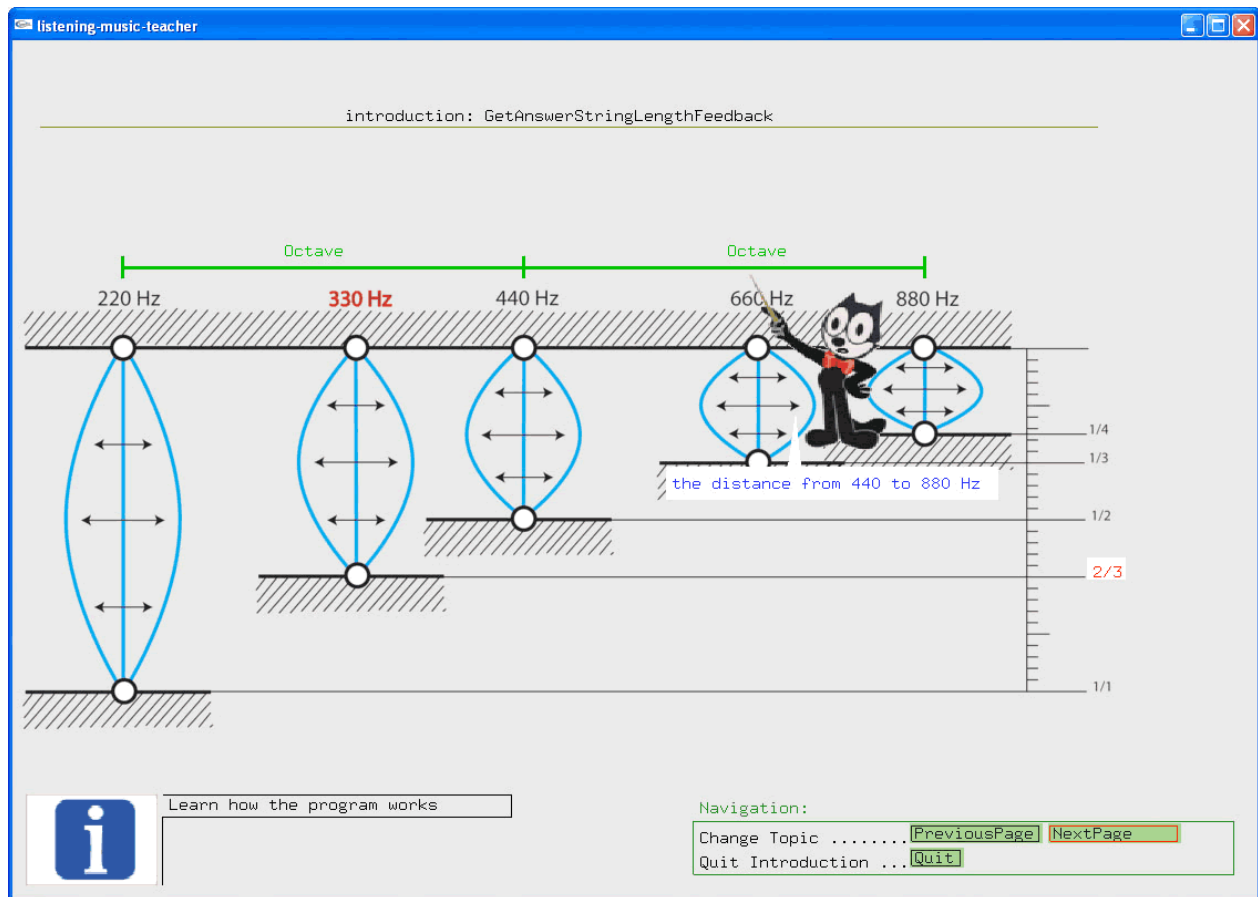 listening-music-teacher
introduction: GetAnswerStringLengthFeedback
Octave Octave
220 Hz 330 Hz 440 Hz 660 Hz 880 Hz
1/4
1/3
the distance from 440 to 880 Hz
1/2
2/3
1/1
Learn how the program works
Navigation:
Change Topic ........PreviousPage NextPage
Quit Introduction ...Quit